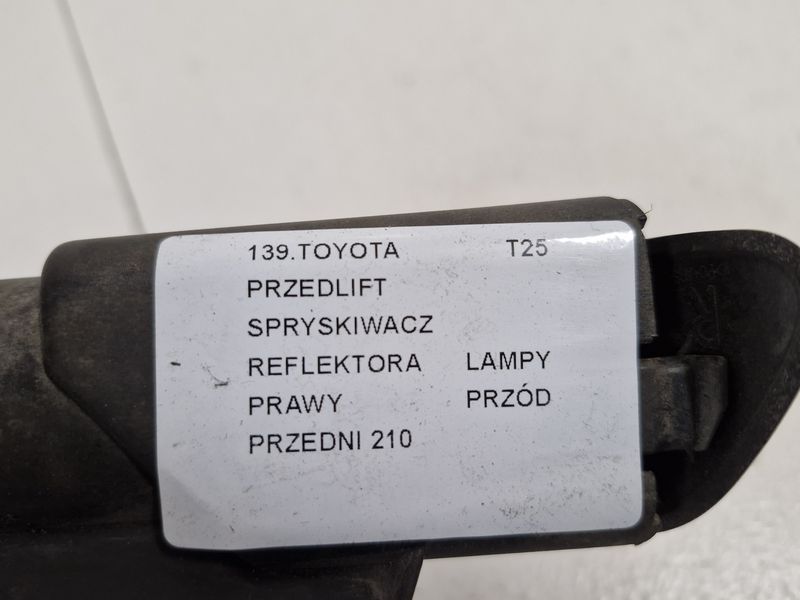 139.TOYOTA T25
PRZEDLIFT
SPRYSKIWACZ
REFLEKTORA LAMPY
PRAWY PRZÓD
PRZEDNI 210